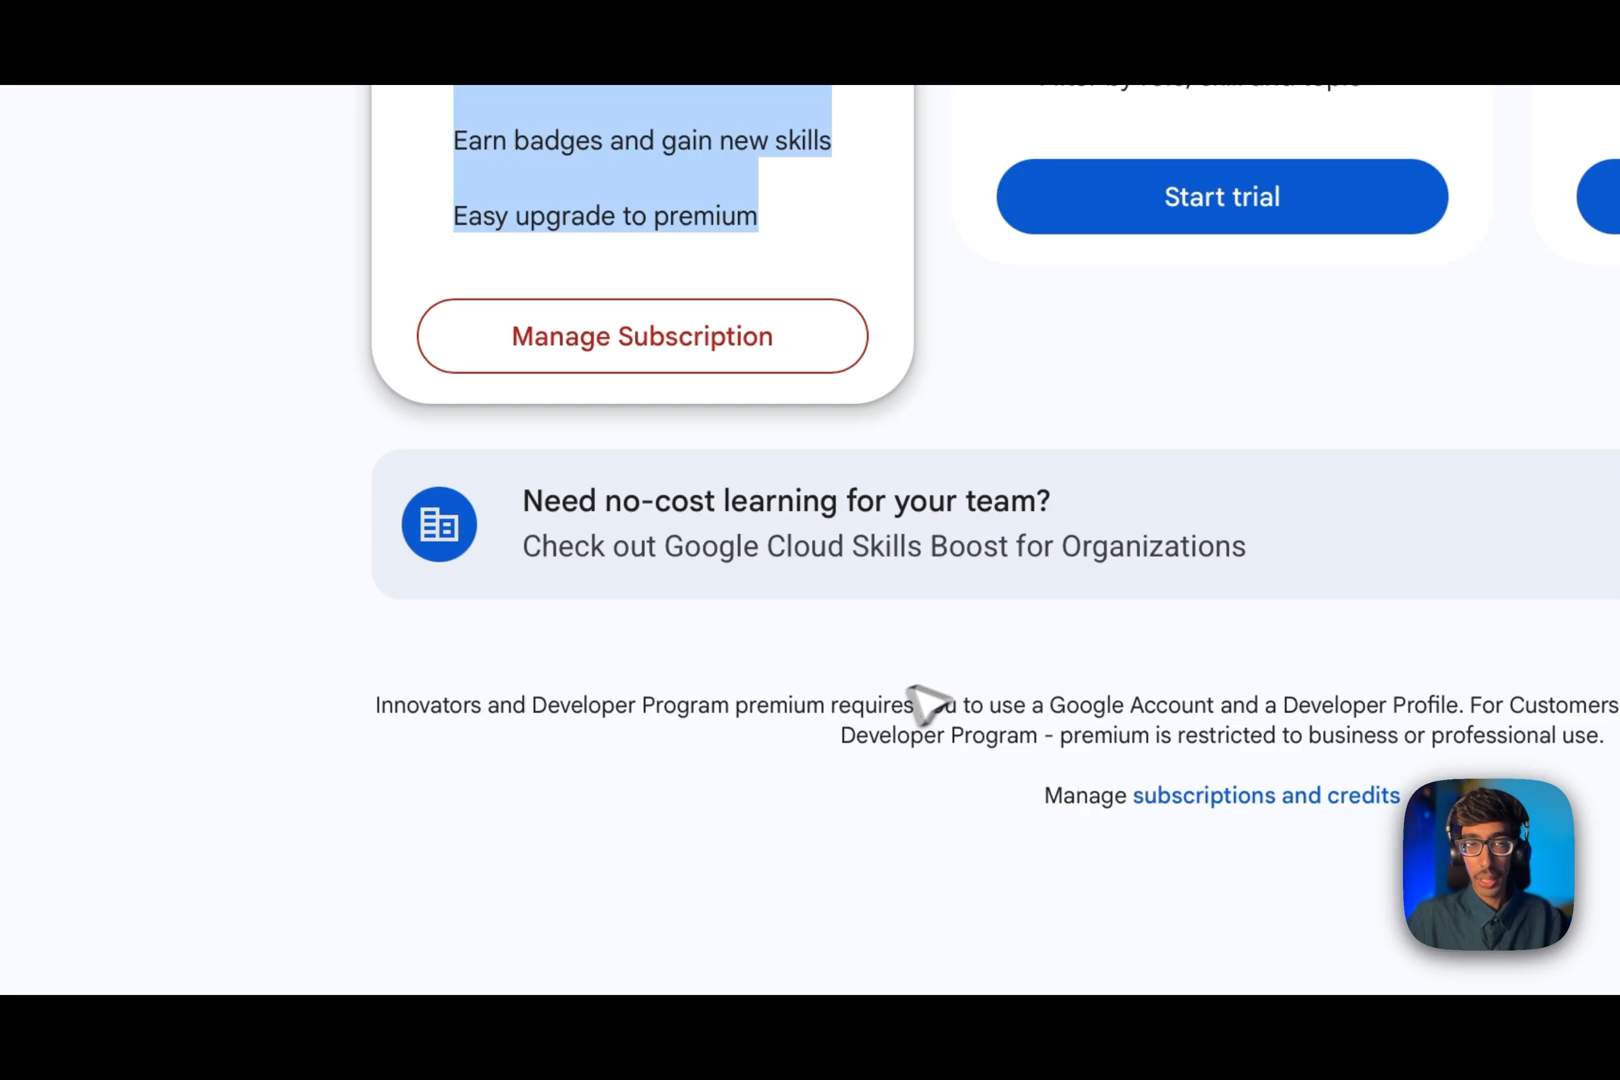 Earn badges and gain new skills
Easy upgrade to premium
Manage Subscription
Start trial
Need no-cost learning for your team?
Check out Google Cloud Skills Boost for Organizations
Innovators and Developer Program premium requires to use a Google Account and a Developer Profile. For Customers
Developer Program - premium is restricted to business or professional use.
Manage subscriptions and credits